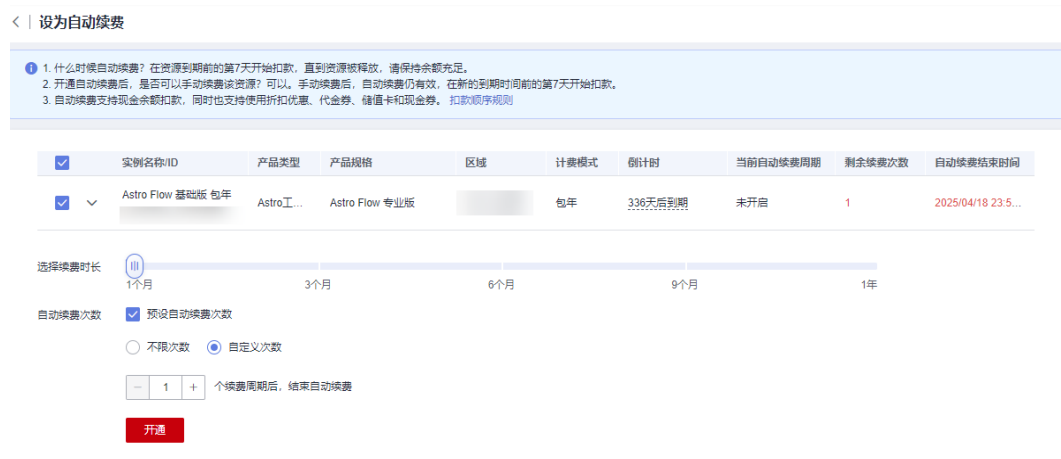 设为自动续费
1. 什么时候自动续费？在资源到期前的第7天开始扣款，直到资源被释放，请保持余额充足。
2. 开通自动续费后，是否可以手动续费该资源？可以。手动续费后，自动续费仍有效，在新的到期时间前的第7天开始扣款。
3. 自动续费支持现金余额扣款，同时也支持使用折扣优惠、代金券、储值卡和现金券。 扣款顺序规则
实例名称/ID 产品类型 产品规格 区域 计费模式 倒计时 当前自动续费周期 剩余续费次数 自动续费结束时间
Astro Flow 基础版 包年 Astro工... Astro Flow 专业版 包年 336天后到期 未开启 1 2025/04/18 23:5...
选择续费时长
1个月 3个月 6个月 9个月 1年
自动续费次数 预设自动续费次数
不限次数 自定义次数
− 1 + 个续费周期后，结束自动续费
开通